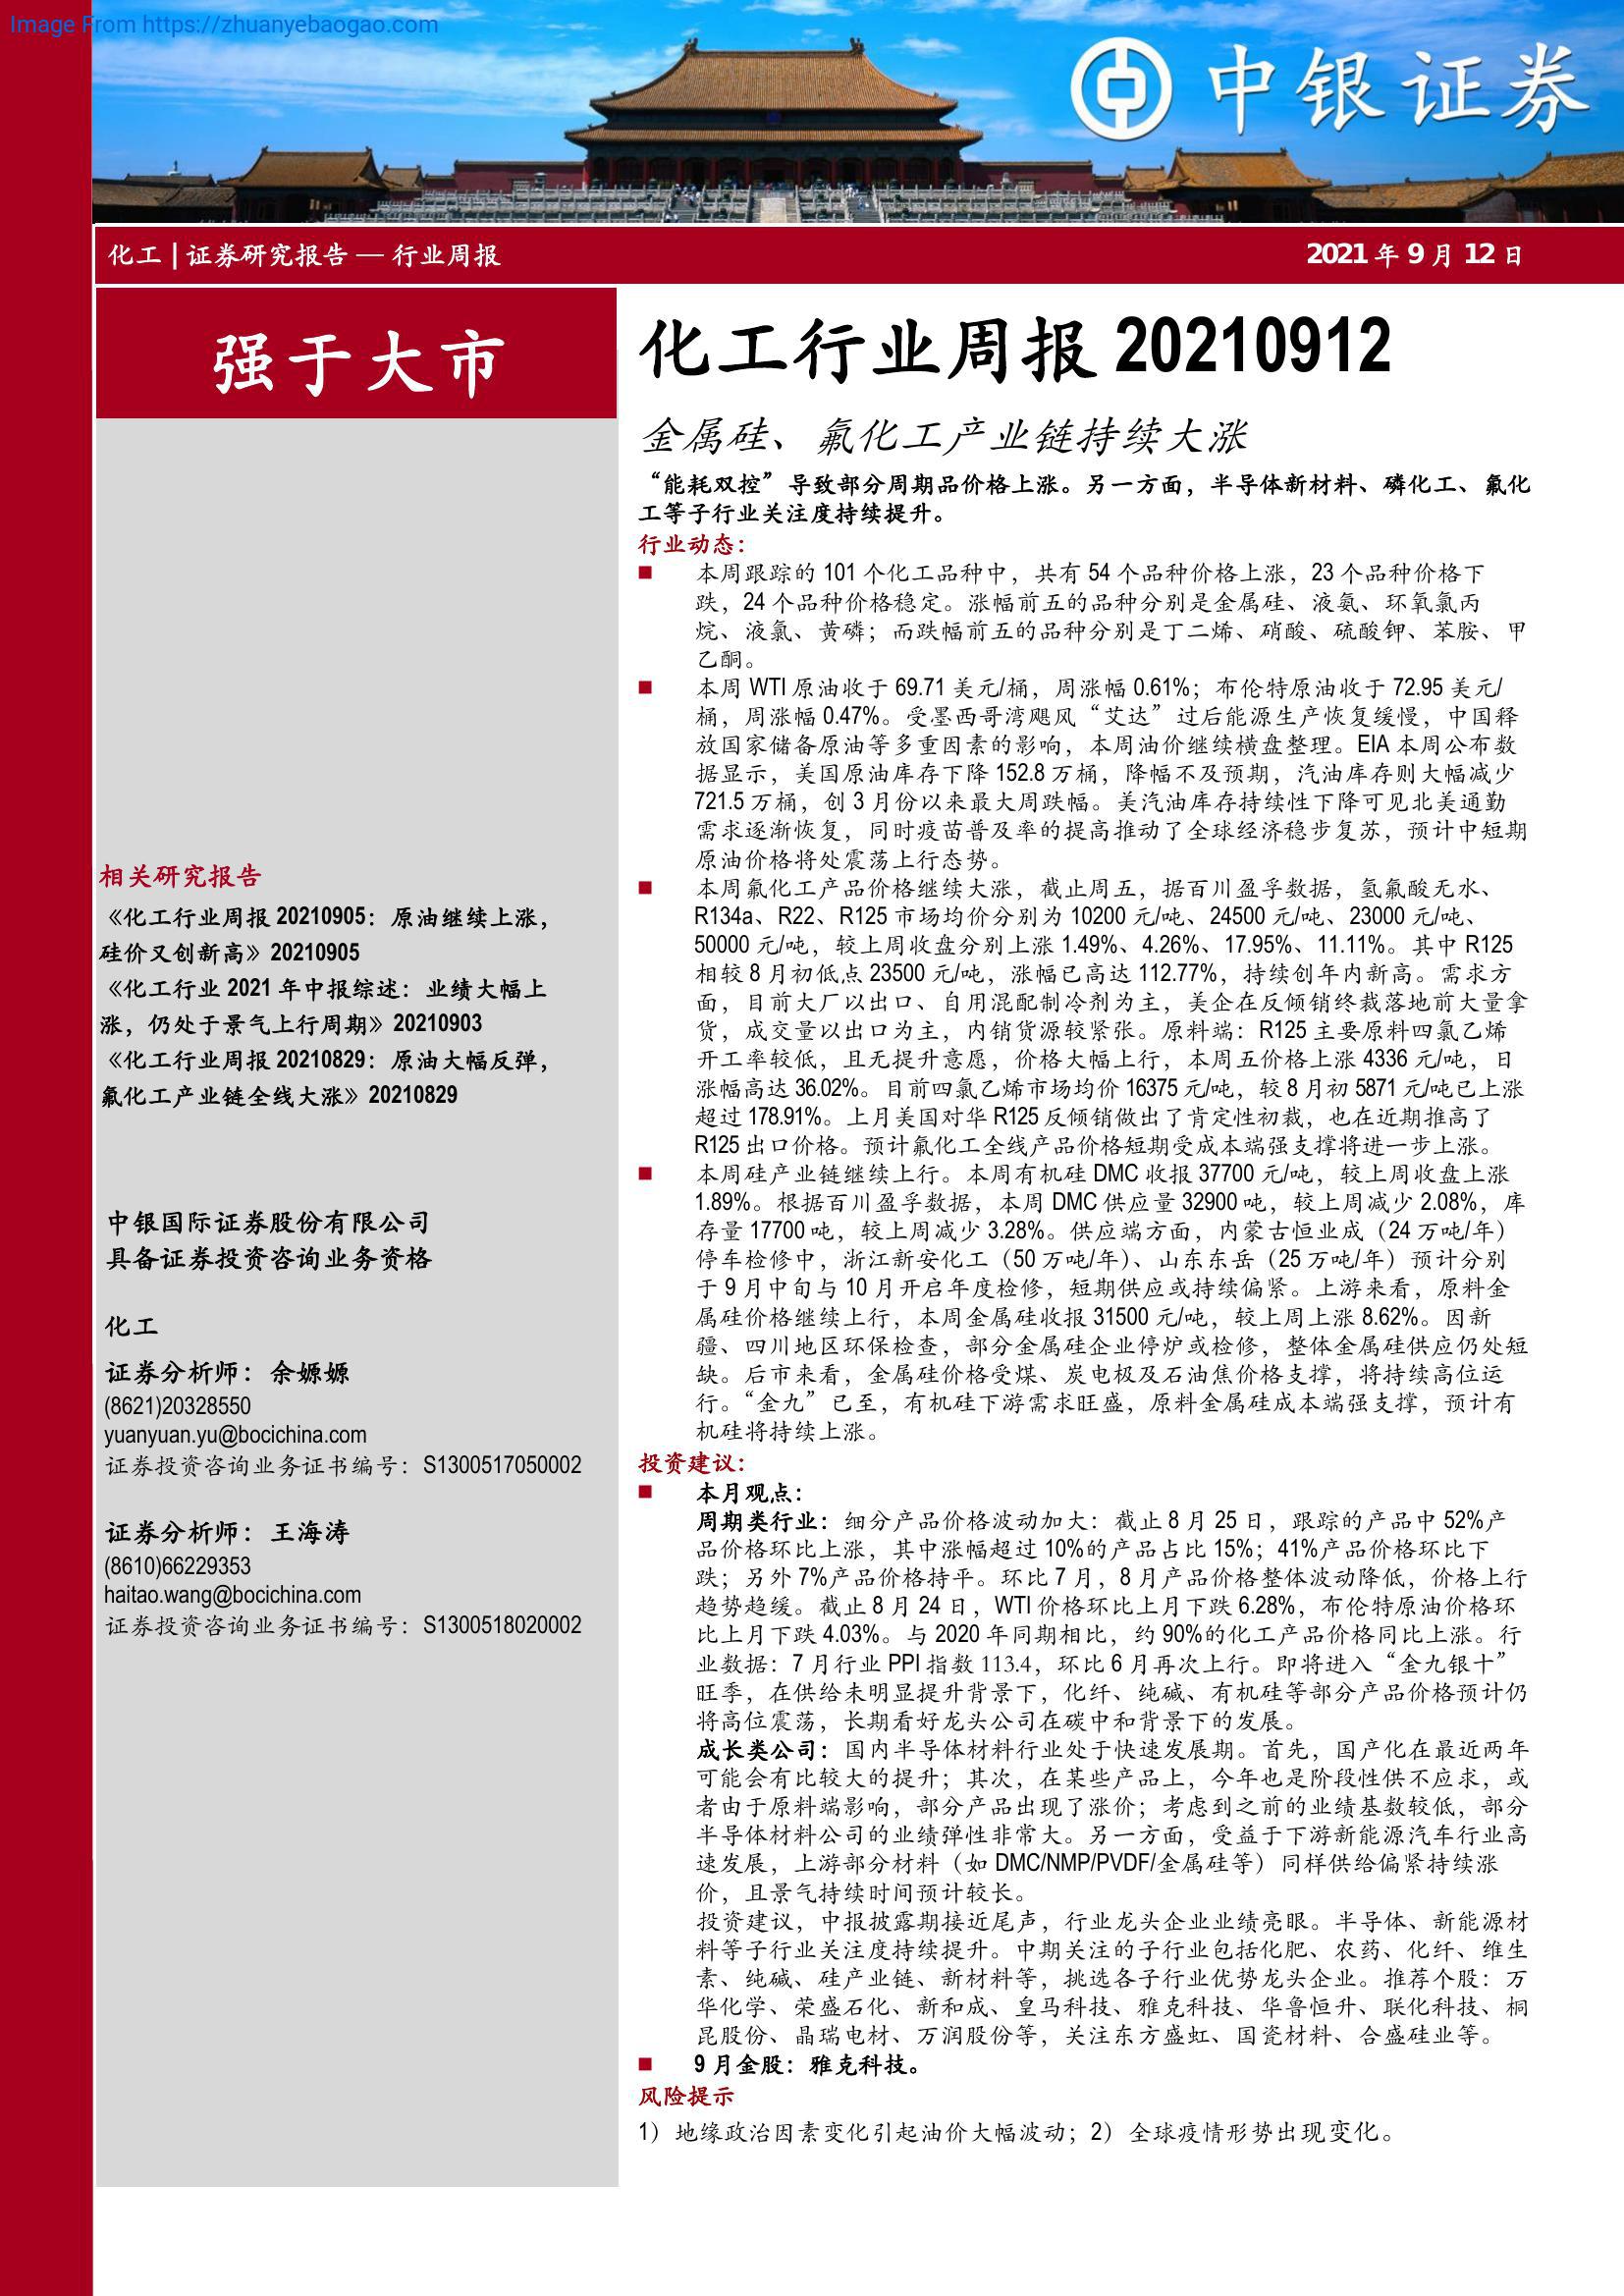 Image From https://zhuanyebaogao.com
中银证券
化工 | 证券研究报告 — 行业周报
2021 年 9 月 12 日
强于大市
相关研究报告
《化工行业周报 20210905：原油继续上涨，
硅价又创新高》20210905
《化工行业 2021 年中报综述：业绩大幅上
涨，仍处于景气上行周期》20210903
《化工行业周报 20210829：原油大幅反弹，
氟化工产业链全线大涨》20210829
中银国际证券股份有限公司
具备证券投资咨询业务资格
化工
证券分析师：余嫄嫄
(8621)20328550
yuanyuan.yu@bocichina.com
证券投资咨询业务证书编号：S1300517050002
证券分析师：王海涛
(8610)66229353
haitao.wang@bocichina.com
证券投资咨询业务证书编号：S1300518020002
化工行业周报 20210912
金属硅、氟化工产业链持续大涨
“能耗双控”导致部分周期品价格上涨。另一方面，半导体新材料、磷化工、氟化
工等子行业关注度持续提升。
行业动态：
■ 本周跟踪的 101 个化工品种中，共有 54 个品种价格上涨，23 个品种价格下
跌，24 个品种价格稳定。涨幅前五的品种分别是金属硅、液氨、环氧氯丙
烷、液氯、黄磷；而跌幅前五的品种分别是丁二烯、硝酸、硫酸钾、苯胺、甲
乙酮。
■ 本周 WTI 原油收于 69.71 美元/桶，周涨幅 0.61%；布伦特原油收于 72.95 美元/
桶，周涨幅 0.47%。受墨西哥湾飓风“艾达”过后能源生产恢复缓慢，中国释
放国家储备原油等多重因素的影响，本周油价继续横盘整理。EIA 本周公布数
据显示，美国原油库存下降 152.8 万桶，降幅不及预期，汽油库存则大幅减少
721.5 万桶，创 3 月份以来最大周跌幅。美汽油库存持续性下降可见北美通勤
需求逐渐恢复，同时疫苗普及率的提高推动了全球经济稳步复苏，预计中短期
原油价格将处震荡上行态势。
■ 本周氟化工产品价格继续大涨，截止周五，据百川盈孚数据，氢氟酸无水、
R134a、R22、R125 市场均价分别为 10200 元/吨、24500 元/吨、23000 元/吨、
50000 元/吨，较上周收盘分别上涨 1.49%、4.26%、17.95%、11.11%。其中 R125
相较 8 月初低点 23500 元/吨，涨幅已高达 112.77%，持续创年内新高。需求方
面，目前大厂以出口、自用混配制冷剂为主，美企在反倾销终裁落地前大量拿
货，成交量以出口为主，内销货源较紧张。原料端：R125 主要原料四氯乙烯
开工率较低，且无提升意愿，价格大幅上行，本周五价格上涨 4336 元/吨，日
涨幅高达 36.02%。目前四氯乙烯市场均价 16375 元/吨，较 8 月初 5871 元/吨已上涨
超过 178.91%。上月美国对华 R125 反倾销做出了肯定性初裁，也在近期推高了
R125 出口价格。预计氟化工全线产品价格短期受成本端强支撑将进一步上涨。
■ 本周硅产业链继续上行。本周有机硅 DMC 收报 37700 元/吨，较上周收盘上涨
1.89%。根据百川盈孚数据，本周 DMC 供应量 32900 吨，较上周减少 2.08%，库
存量 17700 吨，较上周减少 3.28%。供应端方面，内蒙古恒业成（24 万吨/年）
停车检修中，浙江新安化工（50 万吨/年）、山东东岳（25 万吨/年）预计分别
于 9 月中旬与 10 月开启年度检修，短期供应或持续偏紧。上游来看，原料金
属硅价格继续上行，本周金属硅收报 31500 元/吨，较上周上涨 8.62%。因新
疆、四川地区环保检查，部分金属硅企业停炉或检修，整体金属硅供应仍处短
缺。后市来看，金属硅价格受煤、炭电极及石油焦价格支撑，将持续高位运
行。“金九”已至，有机硅下游需求旺盛，原料金属硅成本端强支撑，预计有
机硅将持续上涨。
投资建议：
■ 本月观点：
周期类行业：细分产品价格波动加大：截止 8 月 25 日，跟踪的产品中 52%产
品价格环比上涨，其中涨幅超过 10%的产品占比 15%；41%产品价格环比下
跌；另外 7%产品价格持平。环比 7 月，8 月产品价格整体波动降低，价格上行
趋势趋缓。截止 8 月 24 日，WTI 价格环比上月下跌 6.28%，布伦特原油价格环
比上月下跌 4.03%。与 2020 年同期相比，约 90%的化工产品价格同比上涨。行
业数据：7 月行业 PPI 指数 113.4，环比 6 月再次上行。即将进入“金九银十”
旺季，在供给未明显提升背景下，化纤、纯碱、有机硅等部分产品价格预计仍
将高位震荡，长期看好龙头公司在碳中和背景下的发展。
成长类公司：国内半导体材料行业处于快速发展期。首先，国产化在最近两年
可能会有比较大的提升；其次，在某些产品上，今年也是阶段性供不应求，或
者由于原料端影响，部分产品出现了涨价；考虑到之前的业绩基数较低，部分
半导体材料公司的业绩弹性非常大。另一方面，受益于下游新能源汽车行业高
速发展，上游部分材料（如 DMC/NMP/PVDF/金属硅等）同样供给偏紧持续涨
价，且景气持续时间预计较长。
投资建议，中报披露期接近尾声，行业龙头企业业绩亮眼。半导体、新能源材
料等子行业关注度持续提升。中期关注的子行业包括化肥、农药、化纤、维生
素、纯碱、硅产业链、新材料等，挑选各子行业优势龙头企业。推荐个股：万
华化学、荣盛石化、新和成、皇马科技、雅克科技、华鲁恒升、联化科技、桐
昆股份、晶瑞电材、万润股份等，关注东方盛虹、国瓷材料、合盛硅业等。
■ 9 月金股：雅克科技。
风险提示
1）地缘政治因素变化引起油价大幅波动；2）全球疫情形势出现变化。